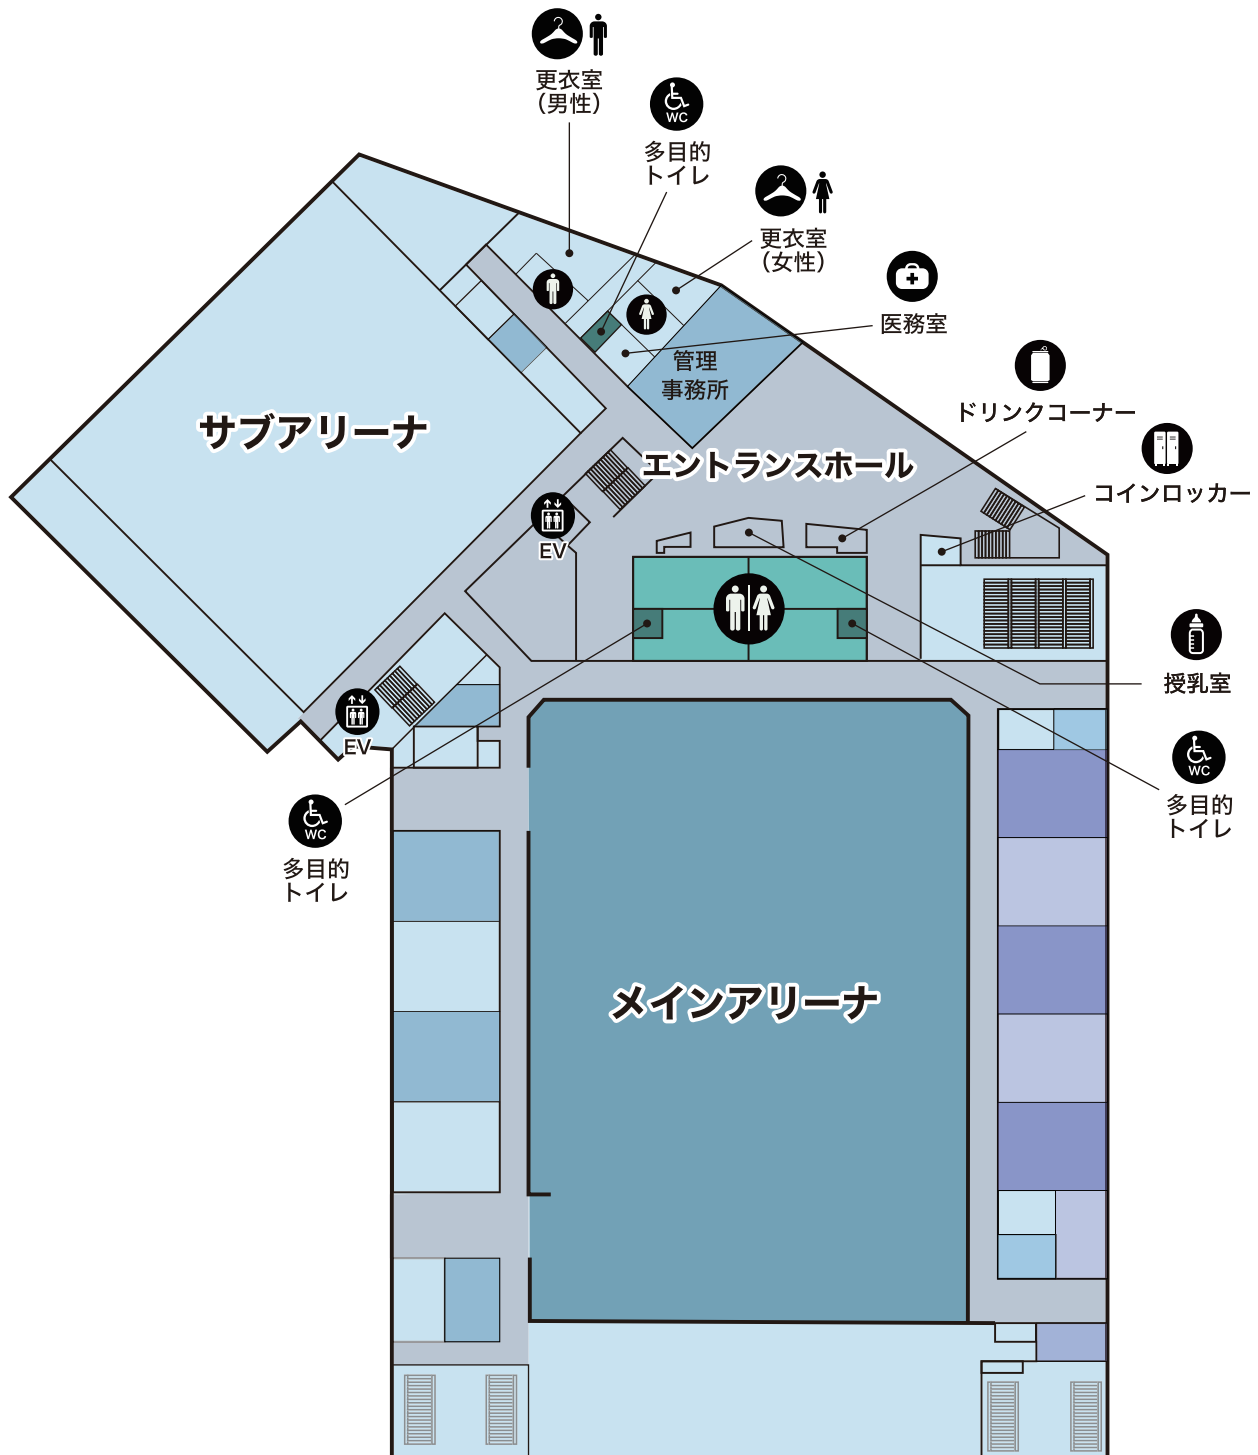 更衣室
（男性）
WC
多目的
トイレ
更衣室
（女性）
医務室
管理
事務所
ドリンクコーナー
サブアリーナ
エントランスホール
コインロッカー
EV
授乳室
EV
WC
多目的
トイレ
WC
多目的
トイレ
メインアリーナ